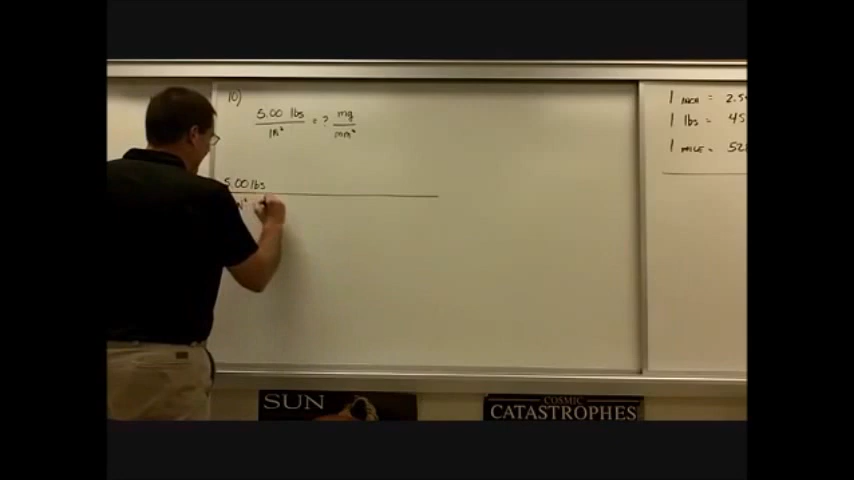 10)
5.00 lbs = ? mg
IN² mm²
5.00 lbs
1 INCH = 2.5
1 lbs = 45
1 MILE = 52
SUN
COSMIC
CATASTROPHES